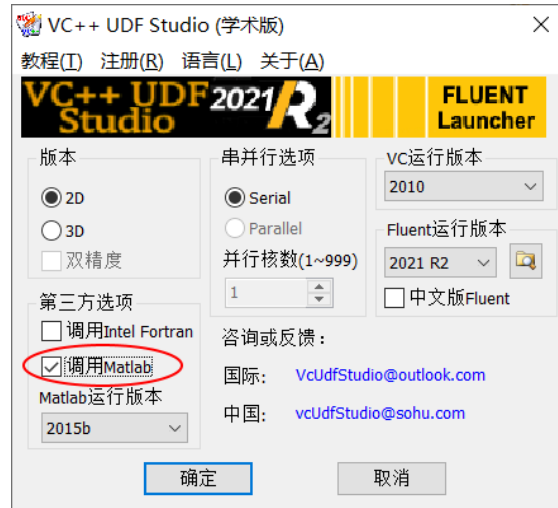 VC++ UDF Studio (学术版)
教程(T) 注册(R) 语言(L) 关于(A)
VC++ UDF 2021 R2
Studio
FLUENT
Launcher
版本
2D
3D
双精度
串并行选项
Serial
Parallel
并行核数(1~999)
1
VC运行版本
2010
Fluent运行版本
2021 R2
中文版Fluent
第三方选项
调用Intel Fortran
调用Matlab
Matlab运行版本
2015b
咨询或反馈：
国际: VcUdfStudio@outlook.com
中国: vcUdfStudio@sohu.com
确定
取消